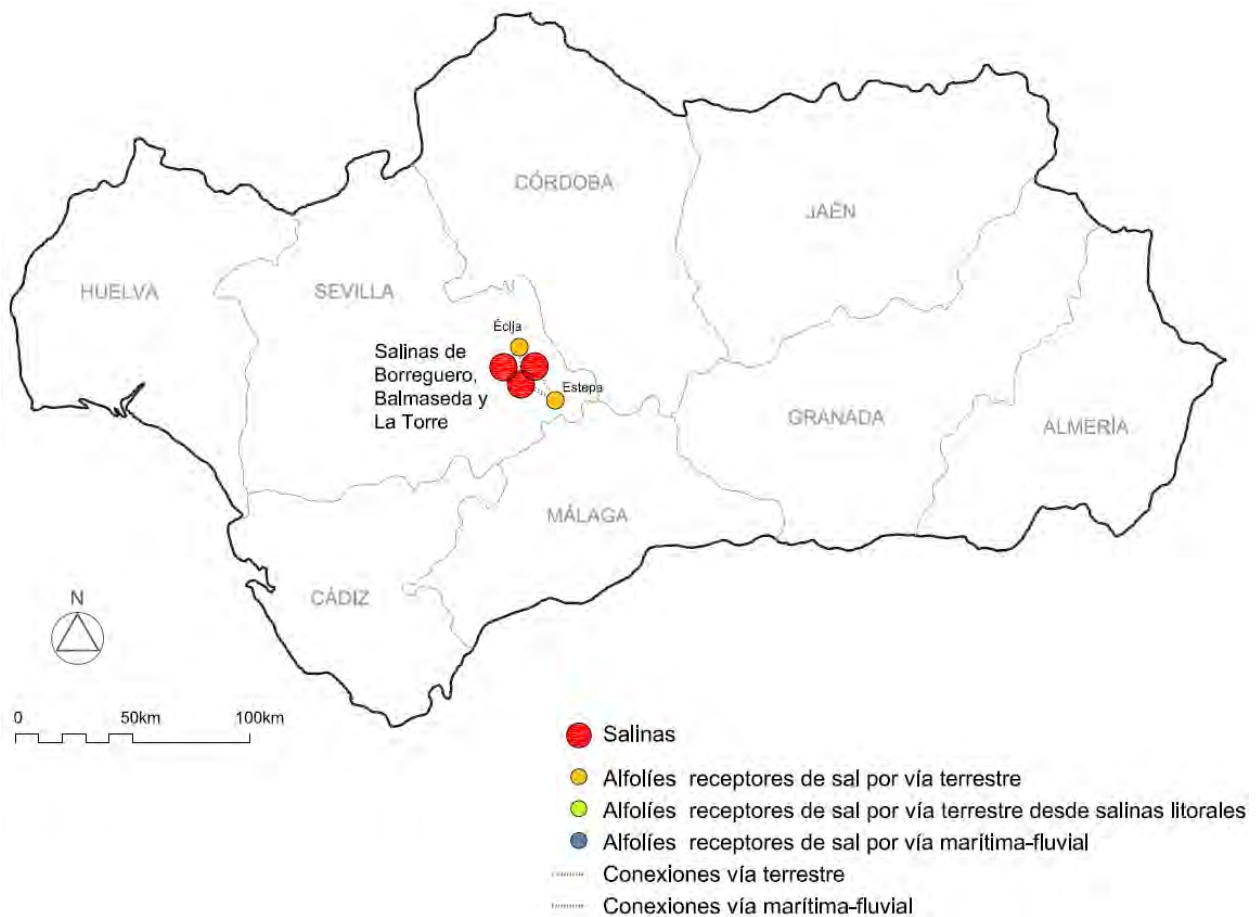 CÓRDOBA
JAÉN
HUELVA
SEVILLA
Écija
Salinas de
Borreguero,
Balmaseda y
La Torre
Estepa
GRANADA
ALMERÍA
MÁLAGA
CÁDIZ
N
0 50km 100km
Salinas
Alfolíes receptores de sal por vía terrestre
Alfolíes receptores de sal por vía terrestre desde salinas litorales
Alfolíes receptores de sal por vía marítima-fluvial
Conexiones vía terrestre
Conexiones vía marítima-fluvial